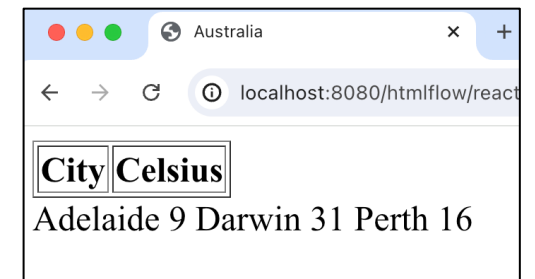 Australia
localhost:8080/htmlflow/react
City Celsius
Adelaide 9 Darwin 31 Perth 16